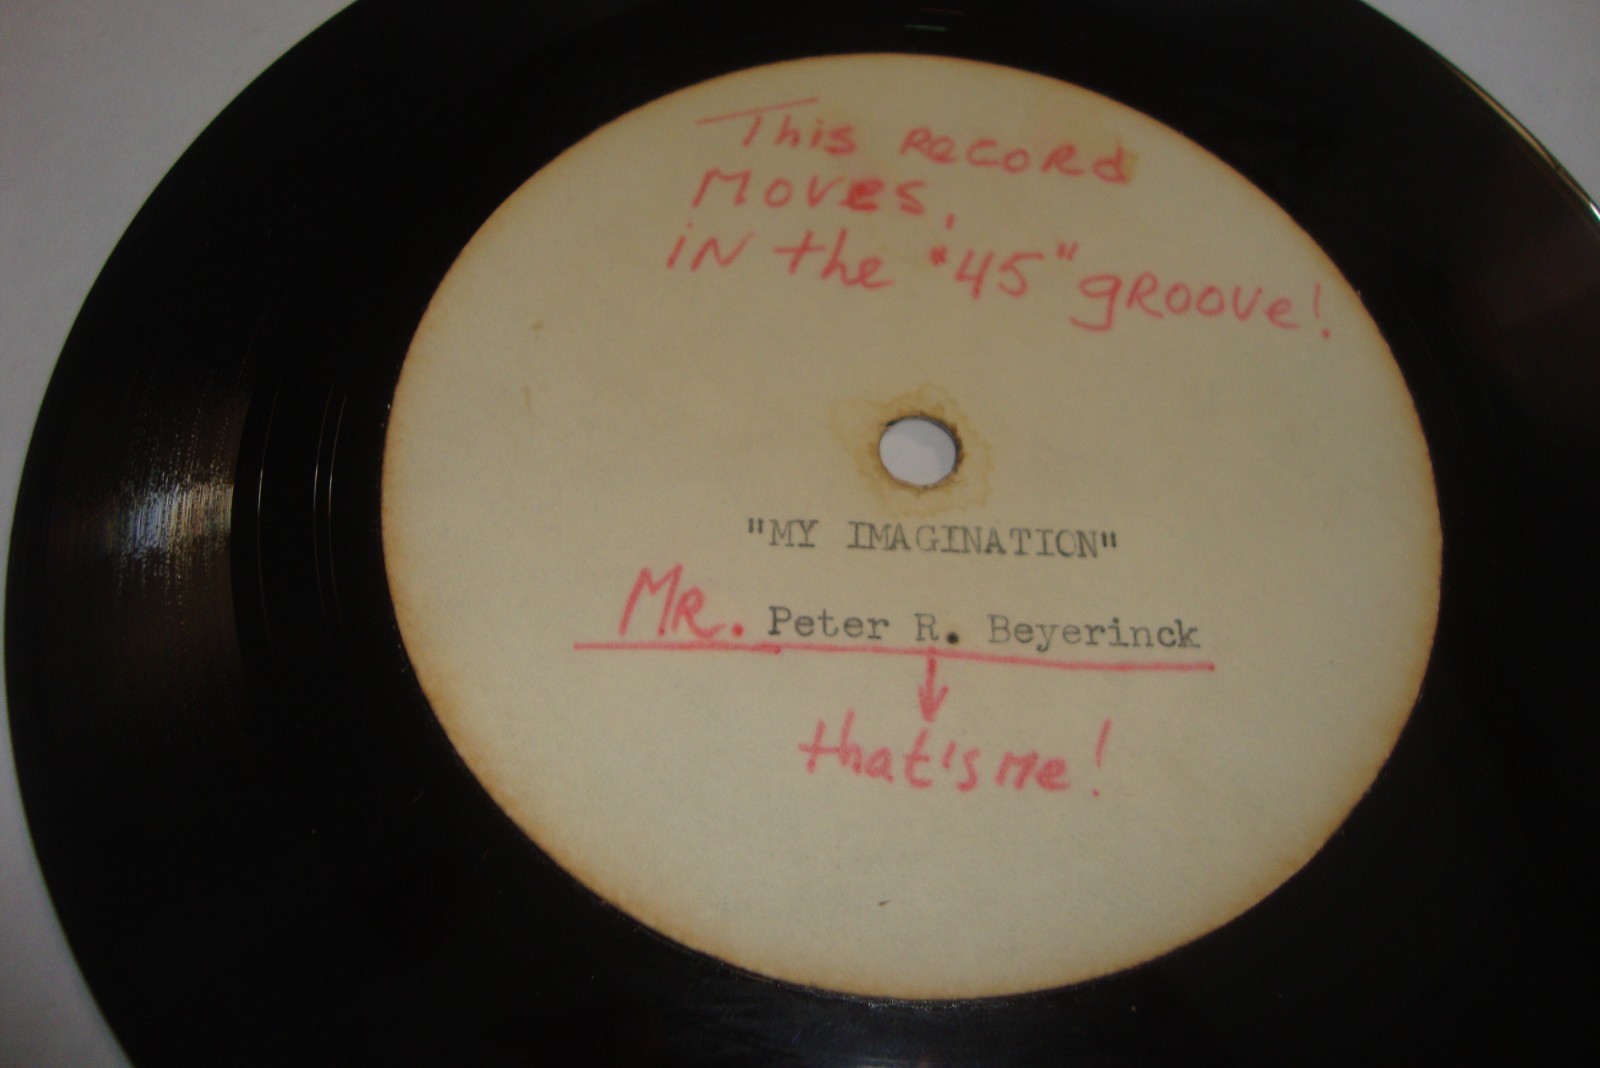 This Record
Moves,
in the "45" groove!
"MY IMAGINATION"
MR. Peter R. Beyerinck
that's me!